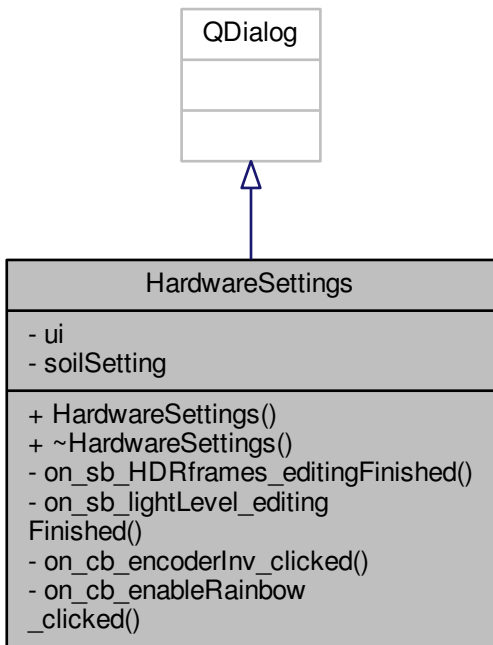 QDialog
HardwareSettings
- ui
- soilSetting
+ HardwareSettings()
+ ~HardwareSettings()
- on_sb_HDRframes_editingFinished()
- on_sb_lightLevel_editing
Finished()
- on_cb_encoderInv_clicked()
- on_cb_enableRainbow
_clicked()